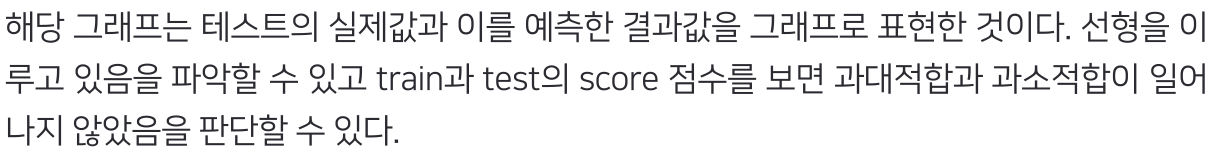 해당 그래프는 테스트의 실제값과 이를 예측한 결과값을 그래프로 표현한 것이다. 선형을 이
루고 있음을 파악할 수 있고 train과 test의 score 점수를 보면 과대적합과 과소적합이 일어
나지 않았음을 판단할 수 있다.